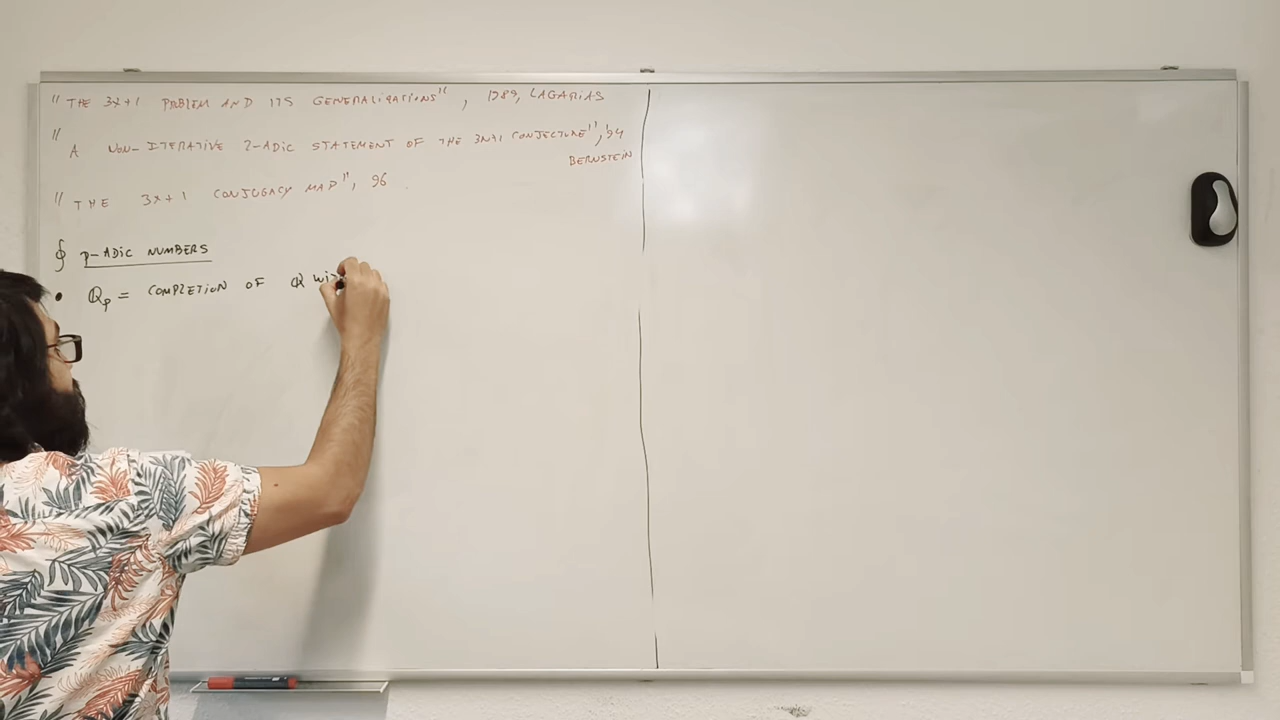 "THE 3X+1 PROBLEM AND ITS GENERALIZATIONS", 1989, LAGARIAS
"A NON-ITERATIVE 2-ADIC STATEMENT OF THE 3N+1 CONJECTURE", '94
BERNSTEIN
"THE 3X+1 CONJUGACY MAP", 96
§ p-ADIC NUMBERS
• ℚp = COMPLETION OF ℚ WIT